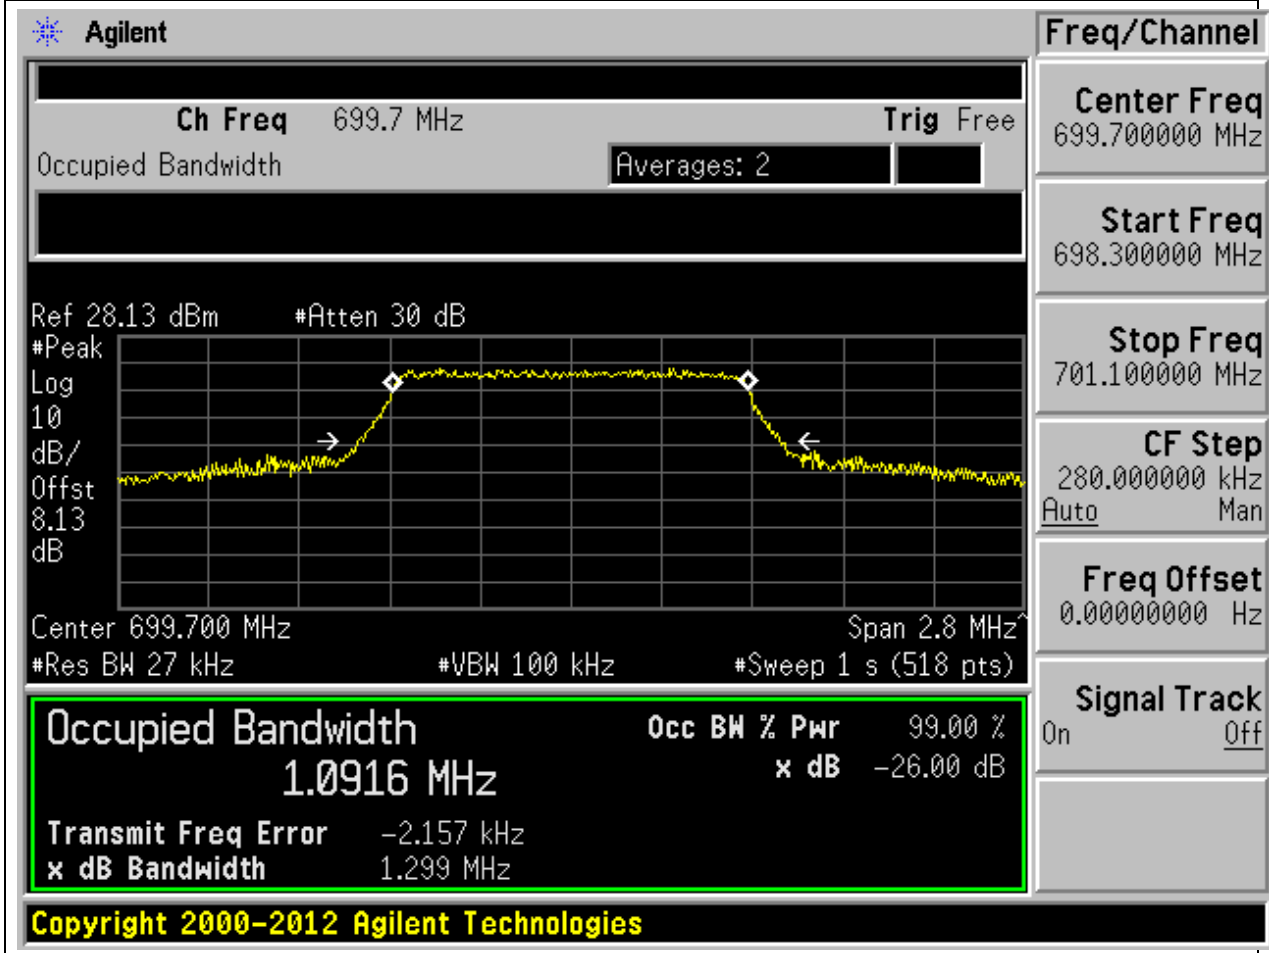 Agilent
Freq/Channel
Ch Freq 699.7 MHz Trig Free
Occupied Bandwidth Averages: 2
Ref 28.13 dBm #Atten 30 dB
#Peak
Log
10
dB/
Offst
8.13
dB
Center 699.700 MHz Span 2.8 MHz^
#Res BW 27 kHz #VBW 100 kHz #Sweep 1 s (518 pts)
Occupied Bandwidth
1.0916 MHz
Occ BW % Pwr 99.00 %
x dB -26.00 dB
Transmit Freq Error -2.157 kHz
x dB Bandwidth 1.299 MHz
Copyright 2000-2012 Agilent Technologies
Center Freq
699.700000 MHz
Start Freq
698.300000 MHz
Stop Freq
701.100000 MHz
CF Step
280.000000 kHz
Auto Man
Freq Offset
0.00000000 Hz
Signal Track
On Off